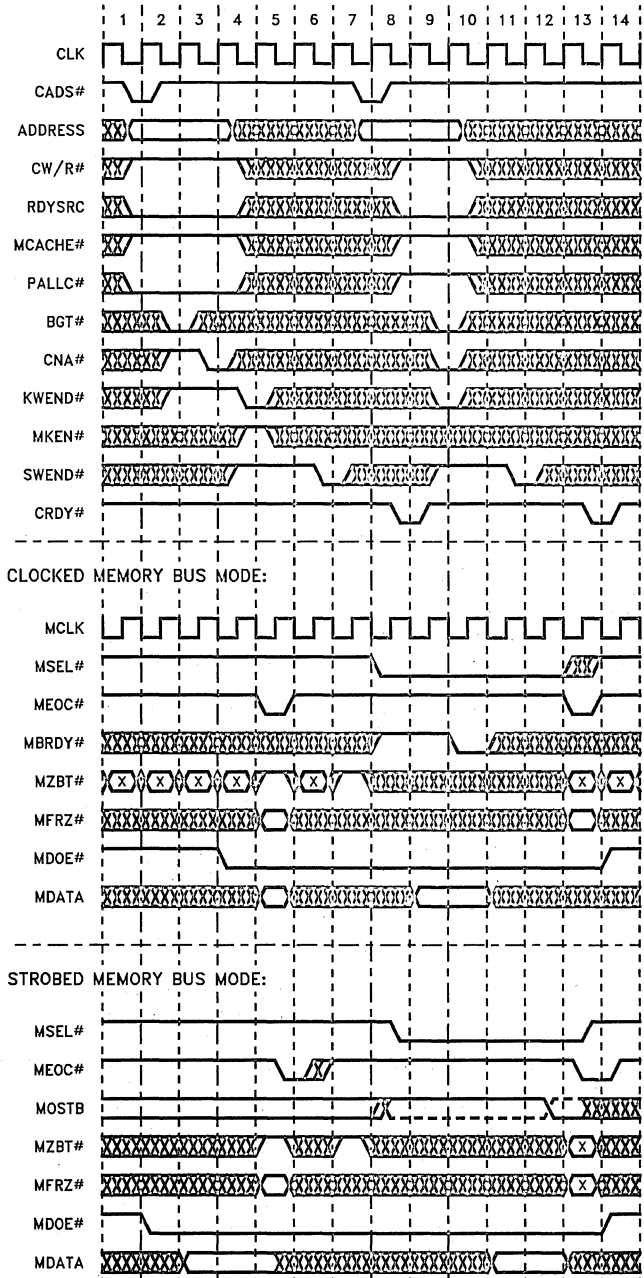 1 2 3 4 5 6 7 8 9 10 11 12 13 14
CLK
CADS#
ADDRESS
CW/R#
RDYSRC
MCACHE#
PALLC#
BGT#
CNA#
KWEND#
MKEN#
SWEND#
CRDY#
CLOCKED MEMORY BUS MODE:
MCLK
MSEL#
MEOC#
MBRDY#
MZBT# X X X X X X X
MFRZ#
MDOE#
MDATA
STROBED MEMORY BUS MODE:
MSEL#
MEOC#
MOSTB
MZBT# X
MFRZ# X
MDOE#
MDATA